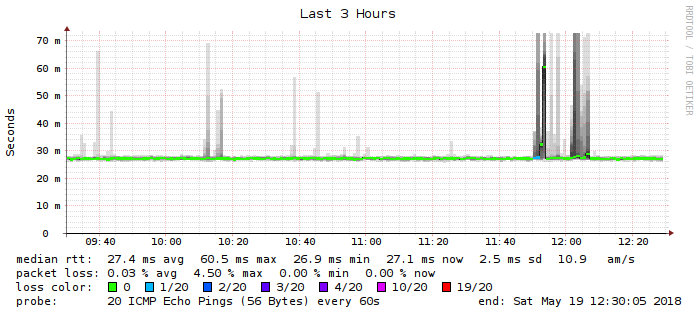 Last 3 Hours
RRDTOOL / TOBI OETIKER
Seconds
70 m
60 m
50 m
40 m
30 m
20 m
10 m
0
09:40 10:00 10:20 10:40 11:00 11:20 11:40 12:00 12:20
median rtt: 27.4 ms avg 60.5 ms max 26.9 ms min 27.1 ms now 2.5 ms sd 10.9 am/s
packet loss: 0.03 % avg 4.50 % max 0.00 % min 0.00 % now
loss color: 0 1/20 2/20 3/20 4/20 10/20 19/20
probe: 20 ICMP Echo Pings (56 Bytes) every 60s end: Sat May 19 12:30:05 2018